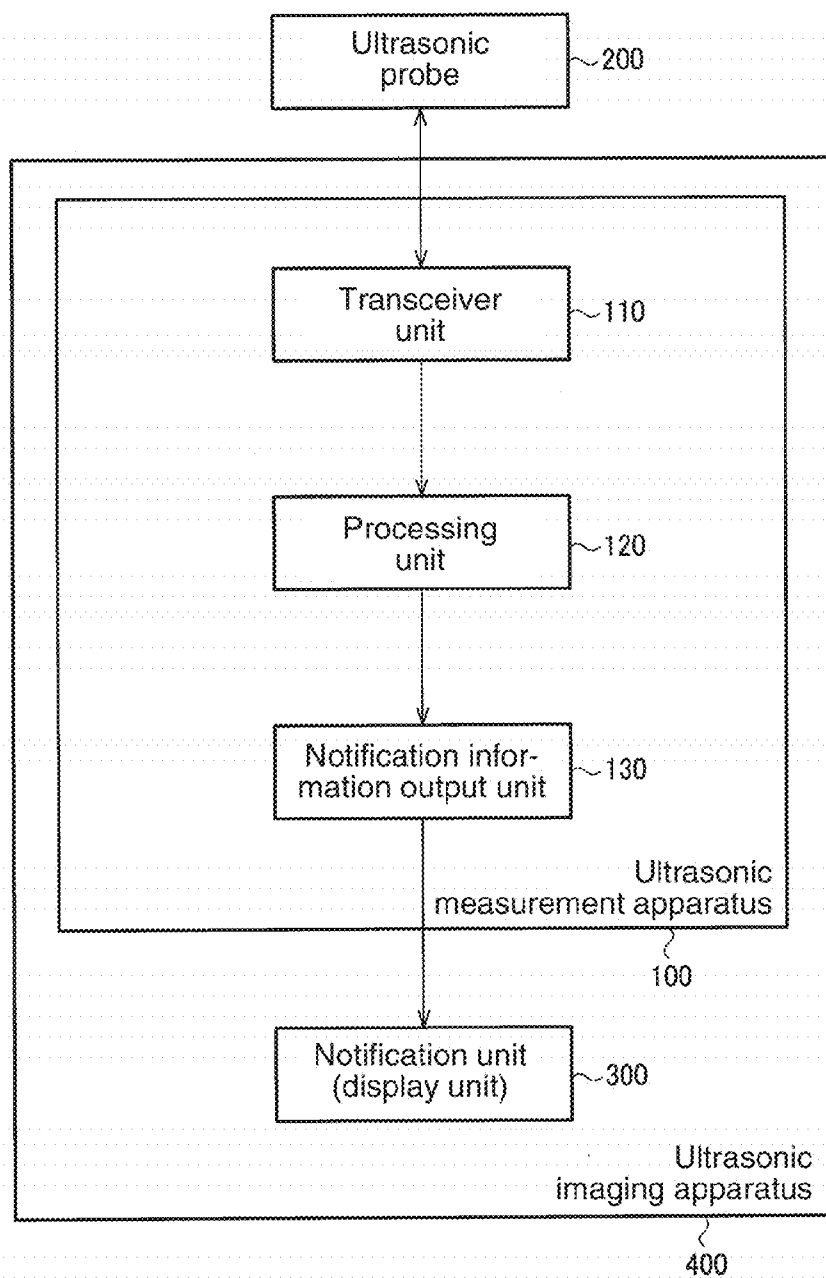 Ultrasonic
probe
200
Transceiver
unit
110
Processing
unit
120
Notification infor-
mation output unit
130
Ultrasonic
measurement apparatus
100
Notification unit
(display unit)
300
Ultrasonic
imaging apparatus
400